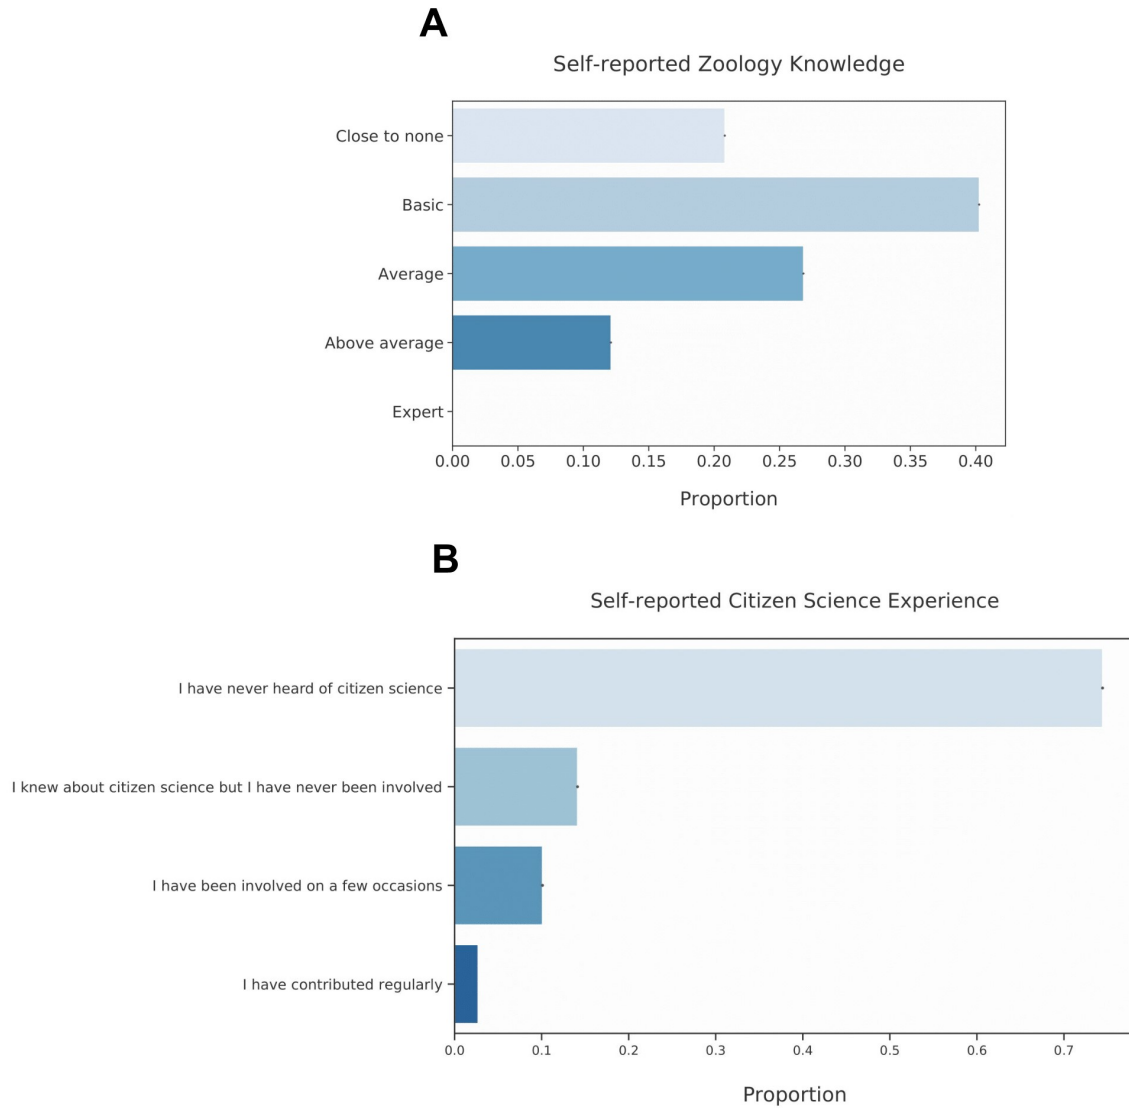 A
Self-reported Zoology Knowledge
Close to none
Basic
Average
Above average
Expert
0.00 0.05 0.10 0.15 0.20 0.25 0.30 0.35 0.40
Proportion
B
Self-reported Citizen Science Experience
I have never heard of citizen science
I knew about citizen science but I have never been involved
I have been involved on a few occasions
I have contributed regularly
0.0 0.1 0.2 0.3 0.4 0.5 0.6 0.7
Proportion